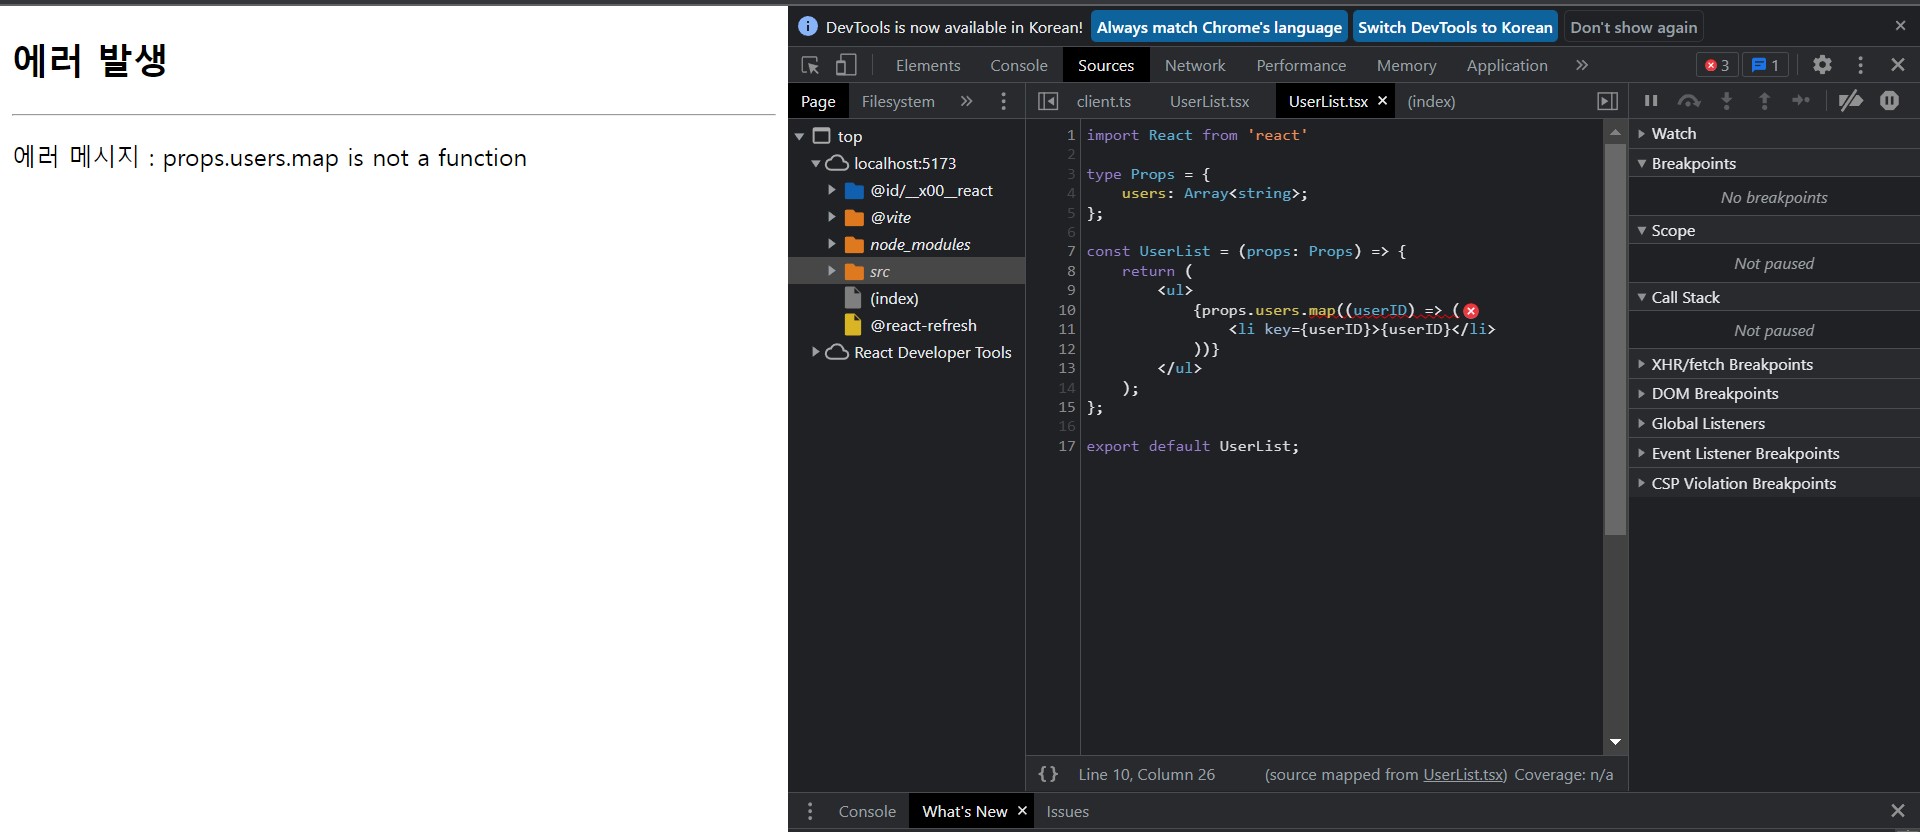 에러 발생
에러 메시지 : props.users.map is not a function
DevTools is now available in Korean! Always match Chrome's language Switch DevTools to Korean Don't show again
Elements Console Sources Network Performance Memory Application » 3 1
Page Filesystem »
client.ts UserList.tsx UserList.tsx × (index)
top
localhost:5173
@id/__x00__react
@vite
node_modules
src
(index)
@react-refresh
React Developer Tools
1 import React from 'react'
2
3 type Props = {
4 users: Array<string>;
5 };
6
7 const UserList = (props: Props) => {
8 return (
9 <ul>
10 {props.users.map((userID) => (
11 <li key={userID}>{userID}</li>
12 ))}
13 </ul>
14 );
15 };
16
17 export default UserList;
{} Line 10, Column 26 (source mapped from UserList.tsx) Coverage: n/a
Watch
Breakpoints
No breakpoints
Scope
Not paused
Call Stack
Not paused
XHR/fetch Breakpoints
DOM Breakpoints
Global Listeners
Event Listener Breakpoints
CSP Violation Breakpoints
Console What's New × Issues